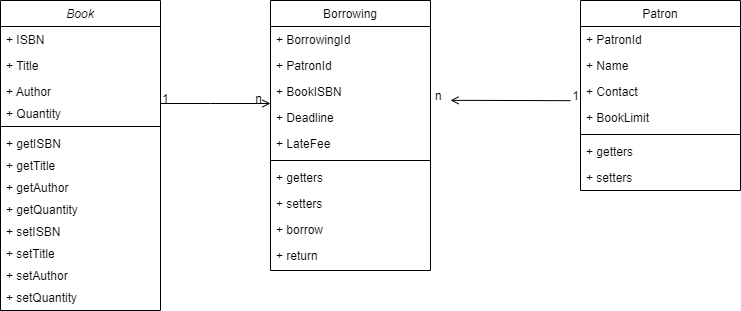 Book
+ ISBN
+ Title
+ Author
+ Quantity
+ getISBN
+ getTitle
+ getAuthor
+ getQuantity
+ setISBN
+ setTitle
+ setAuthor
+ setQuantity
1
n
Borrowing
+ BorrowingId
+ PatronId
+ BookISBN
+ Deadline
+ LateFee
+ getters
+ setters
+ borrow
+ return
n
1
Patron
+ PatronId
+ Name
+ Contact
+ BookLimit
+ getters
+ setters